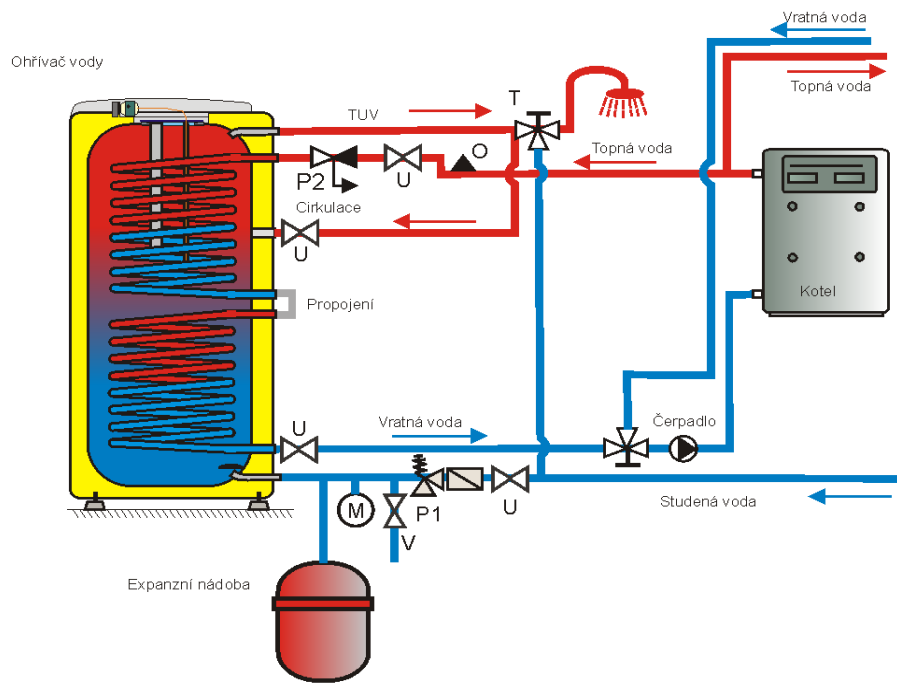 Vratná voda
Ohřívač vody
Topná voda
TUV
T
Topná voda
O
P2
U
Cirkulace
U
Kotel
Propojení
U
Vratná voda
Čerpadlo
M
V
P1
U
Studená voda
Expanzní nádoba